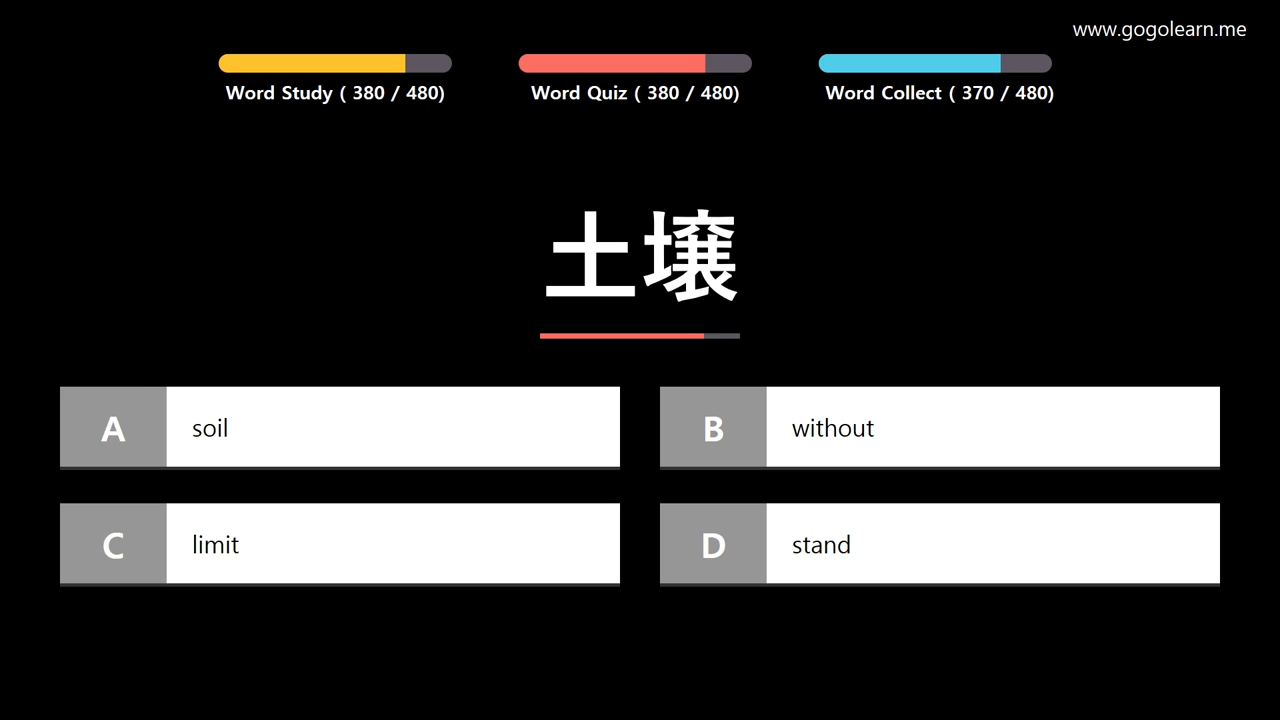 www.gogolearn.me
Word Study ( 380 / 480)
Word Quiz ( 380 / 480)
Word Collect ( 370 / 480)
土壌
A soil
B without
C limit
D stand